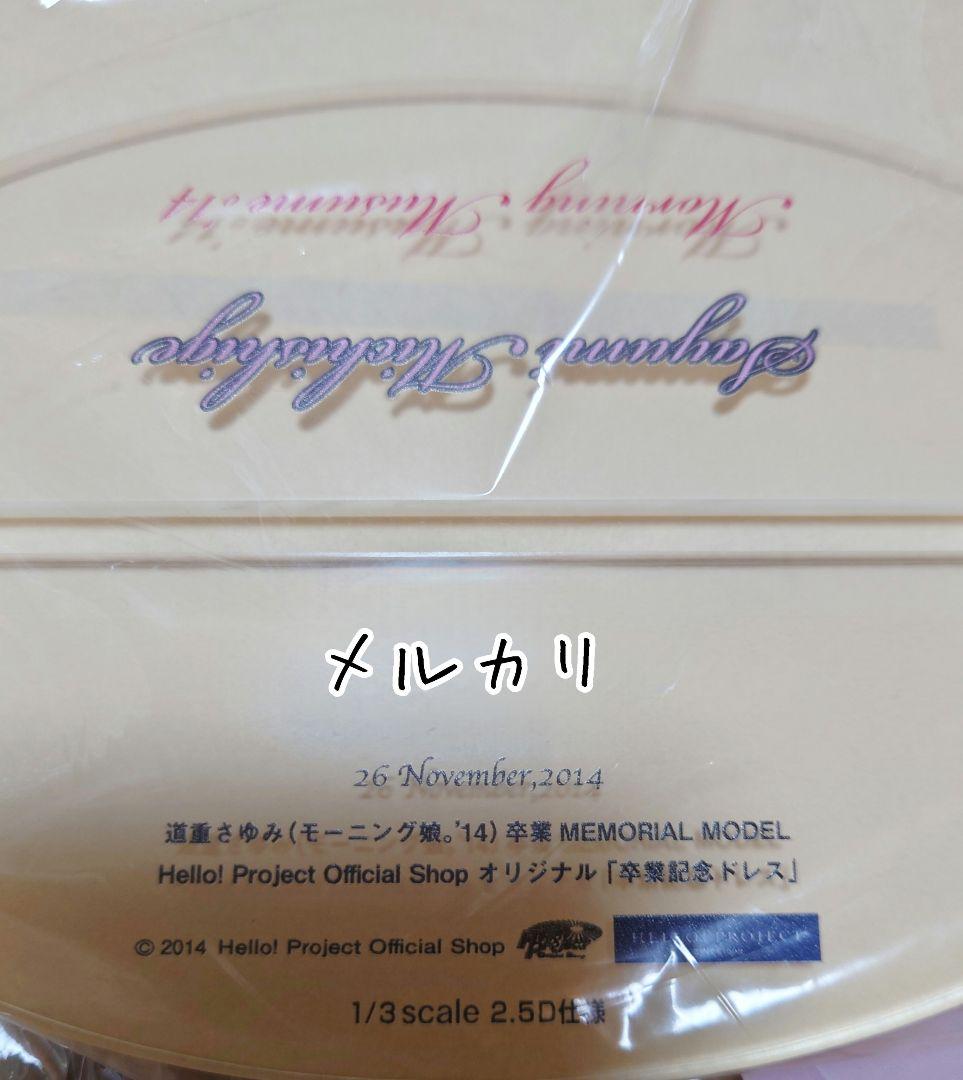 Morning Musume。'14
Sayumi Michishige
メルカリ
26 November,2014
道重さゆみ(モーニング娘。'14) 卒業 MEMORIAL MODEL
Hello! Project Official Shop オリジナル「卒業記念ドレス」
© 2014 Hello! Project Official Shop HELLO! PROJECT
1/3scale 2.5D仕様